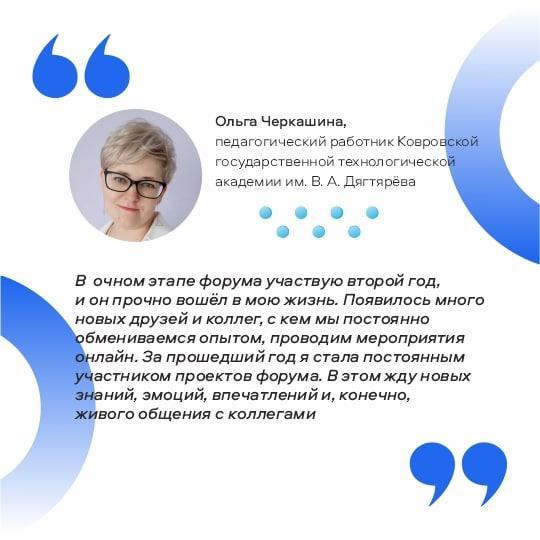 Ольга Черкашина,
педагогический работник Ковровской
государственной технологической
академии им. В. А. Дягтярёва
В очном этапе форума участвую второй год,
и он прочно вошёл в мою жизнь. Появилось много
новых друзей и коллег, с кем мы постоянно
обмениваемся опытом, проводим мероприятия
онлайн. За прошедший год я стала постоянным
участником проектов форума. В этом жду новых
знаний, эмоций, впечатлений и, конечно,
живого общения с коллегами